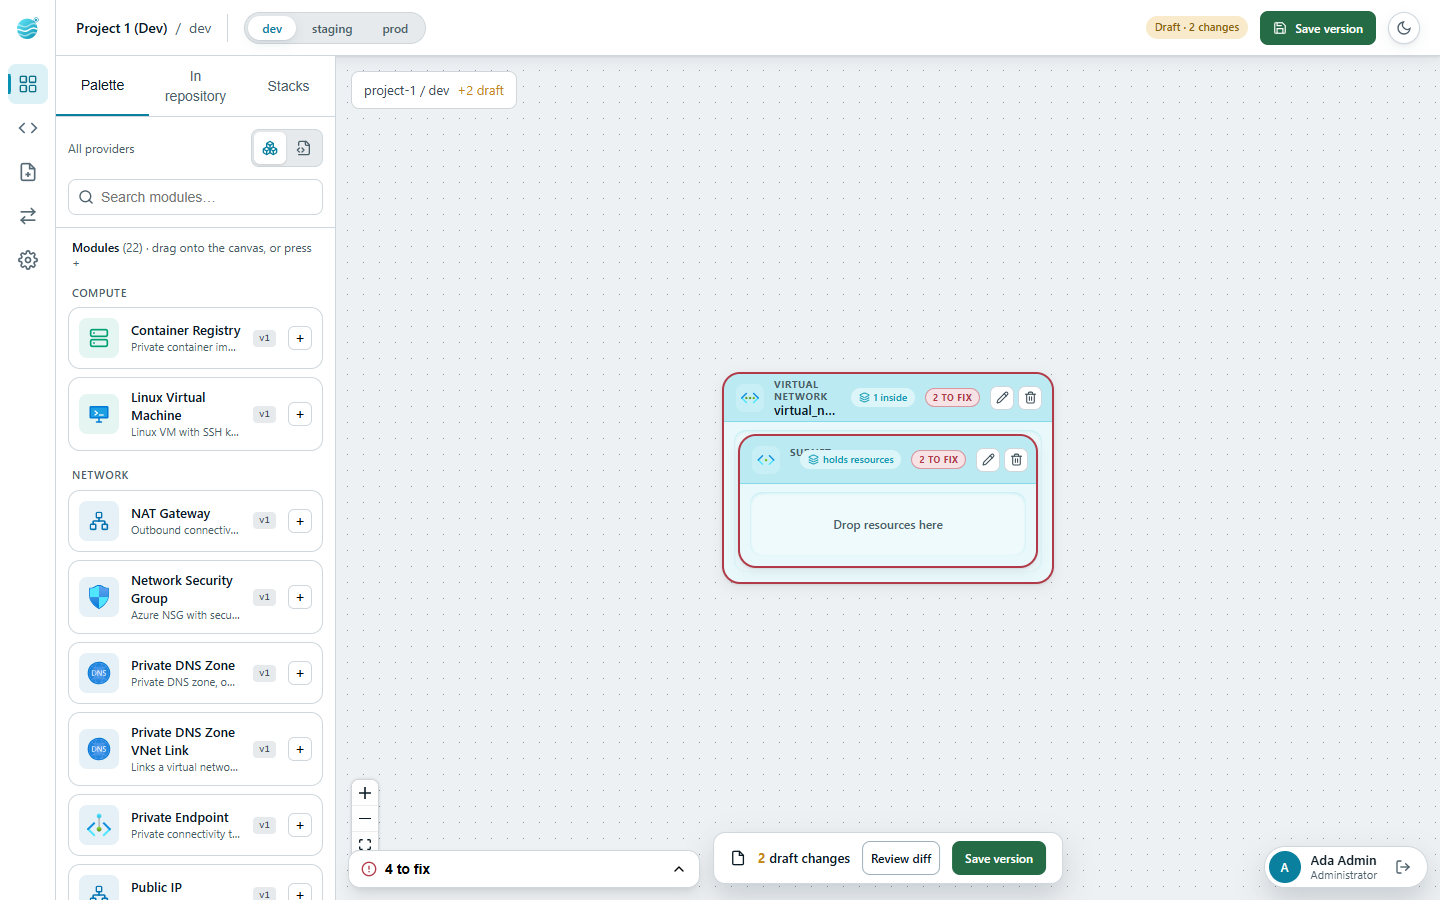 Project 1 (Dev) / dev
dev staging prod
Draft · 2 changes
Save version
Palette
In repository
Stacks
All providers
Search modules...
Modules (22) · drag onto the canvas, or press
+
COMPUTE
Container Registry
Private container im...
v1
+
Linux Virtual
Machine
Linux VM with SSH k...
v1
+
NETWORK
NAT Gateway
Outbound connectiv...
v1
+
Network Security
Group
Azure NSG with secu...
v1
+
Private DNS Zone
Private DNS zone, o...
DNS
v1
+
Private DNS Zone
VNet Link
Links a virtual netwo...
DNS
v1
+
Private Endpoint
Private connectivity t...
v1
+
Public IP
v1
+
project-1 / dev +2 draft
VIRTUAL
NETWORK
virtual_n...
1 inside
2 TO FIX
holds resources
2 TO FIX
Drop resources here
4 to fix
2 draft changes
Review diff
Save version
A
Ada Admin
Administrator